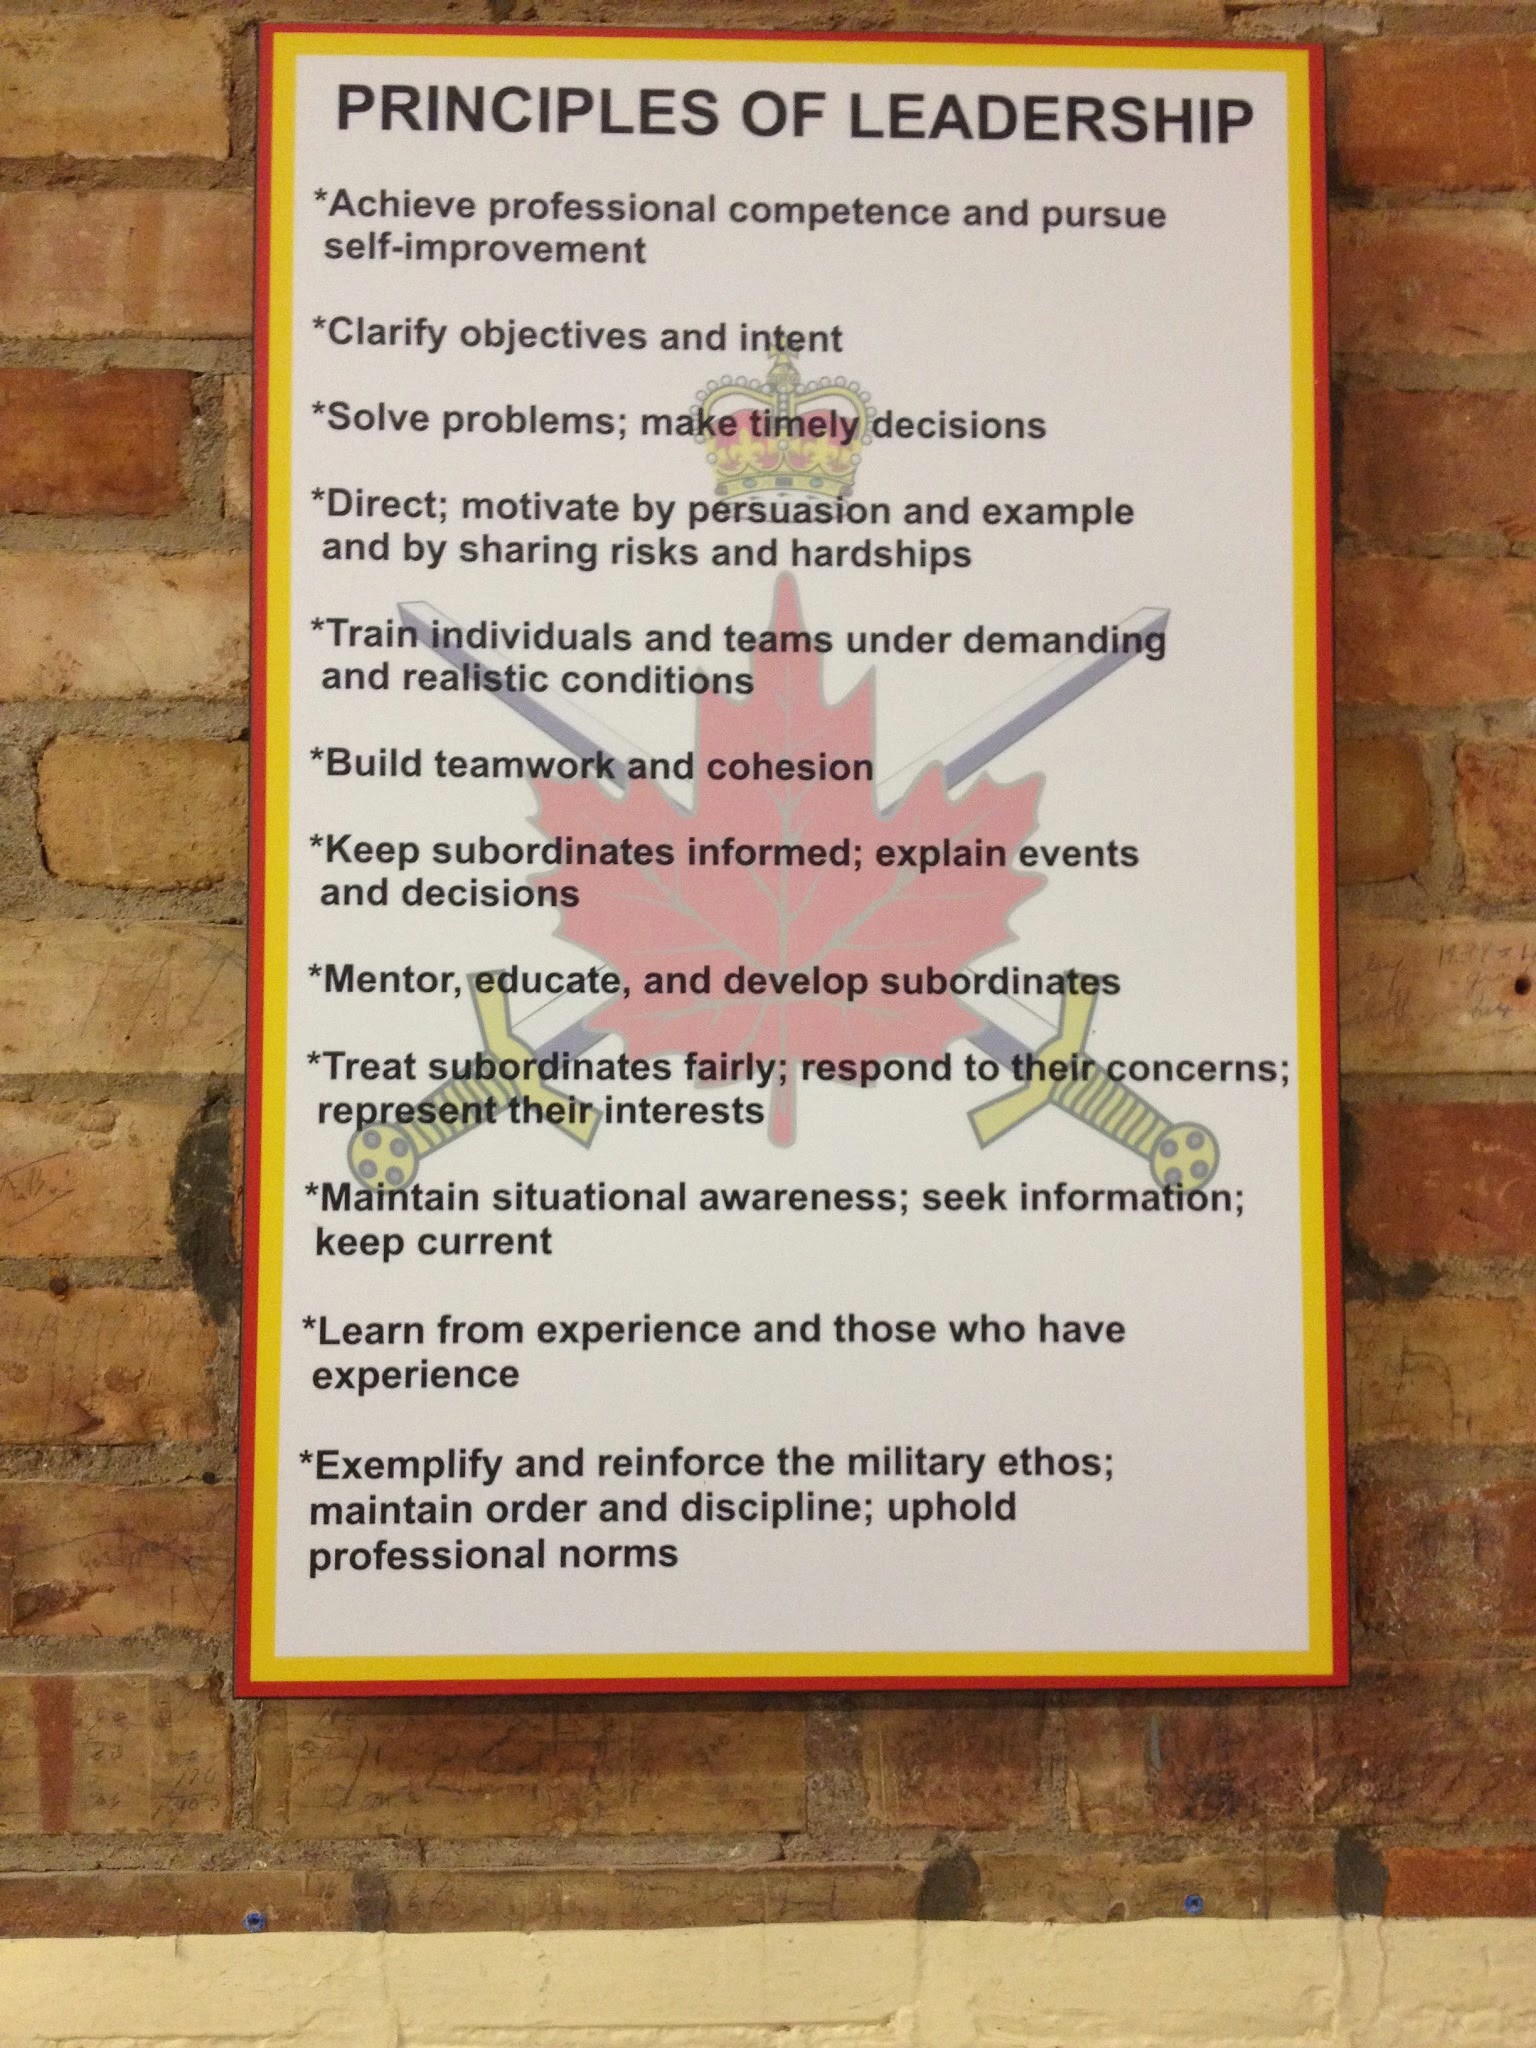 PRINCIPLES OF LEADERSHIP
*Achieve professional competence and pursue
self-improvement
*Clarify objectives and intent
*Solve problems; make timely decisions
*Direct; motivate by persuasion and example
and by sharing risks and hardships
*Train individuals and teams under demanding
and realistic conditions
*Build teamwork and cohesion
*Keep subordinates informed; explain events
and decisions
*Mentor, educate, and develop subordinates
*Treat subordinates fairly; respond to their concerns;
represent their interests
*Maintain situational awareness; seek information;
keep current
*Learn from experience and those who have
experience
*Exemplify and reinforce the military ethos;
maintain order and discipline; uphold
professional norms